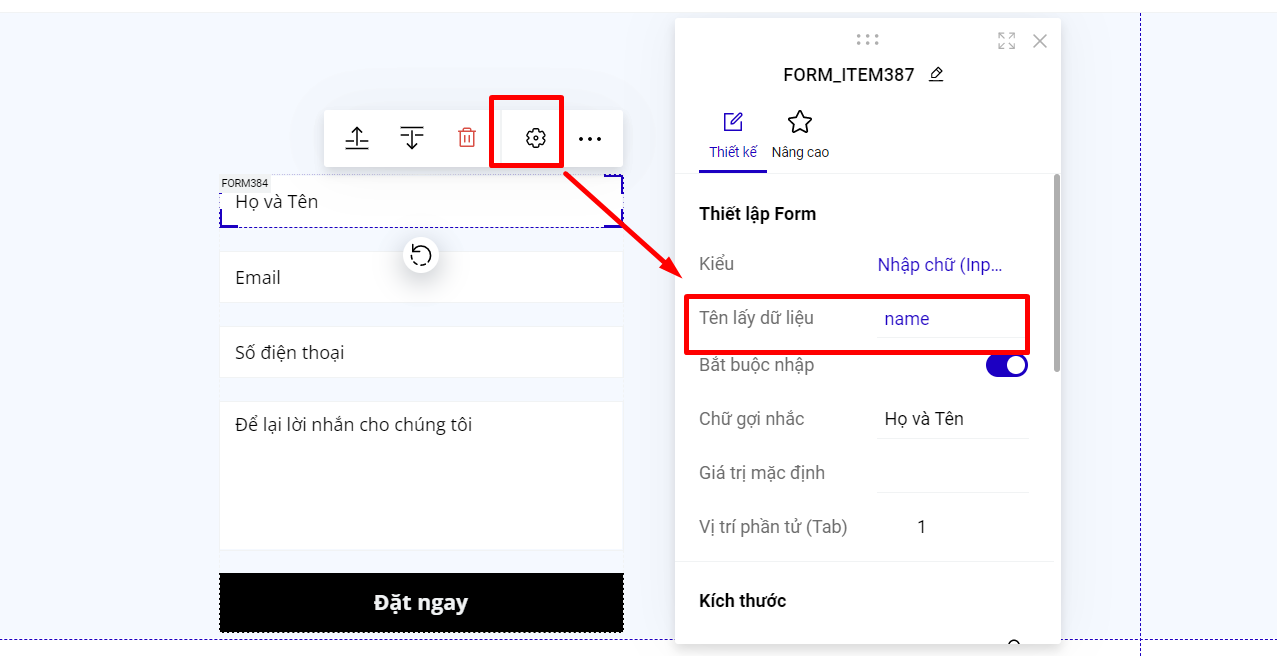 FORM384
Họ và Tên
Email
Số điện thoại
Để lại lời nhắn cho chúng tôi
Đặt ngay
FORM_ITEM387
Thiết kế Nâng cao
Thiết lập Form
Kiểu Nhập chữ (Inp...
Tên lấy dữ liệu name
Bắt buộc nhập
Chữ gợi nhắc Họ và Tên
Giá trị mặc định
Vị trí phần tử (Tab) 1
Kích thước